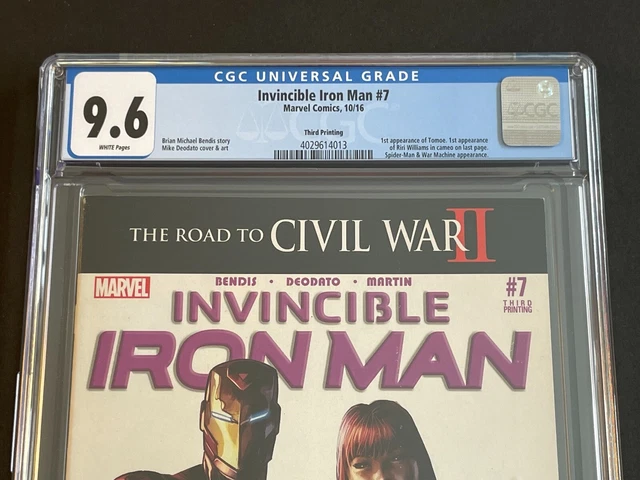 CGC UNIVERSAL GRADE
9.6
WHITE Pages
Invincible Iron Man #7
Marvel Comics, 10/16
Third Printing
Brian Michael Bendis story
Mike Deodato cover & art
4029614013
1st appearance of Tomoe. 1st appearance
of Riri Williams in cameo on last page.
Spider-Man & War Machine appearance.
CGC
CGC
THE ROAD TO CIVIL WAR II
BENDIS • DEODATO • MARTIN
MARVEL
#7
THIRD
PRINTING
INVINCIBLE
IRON MAN